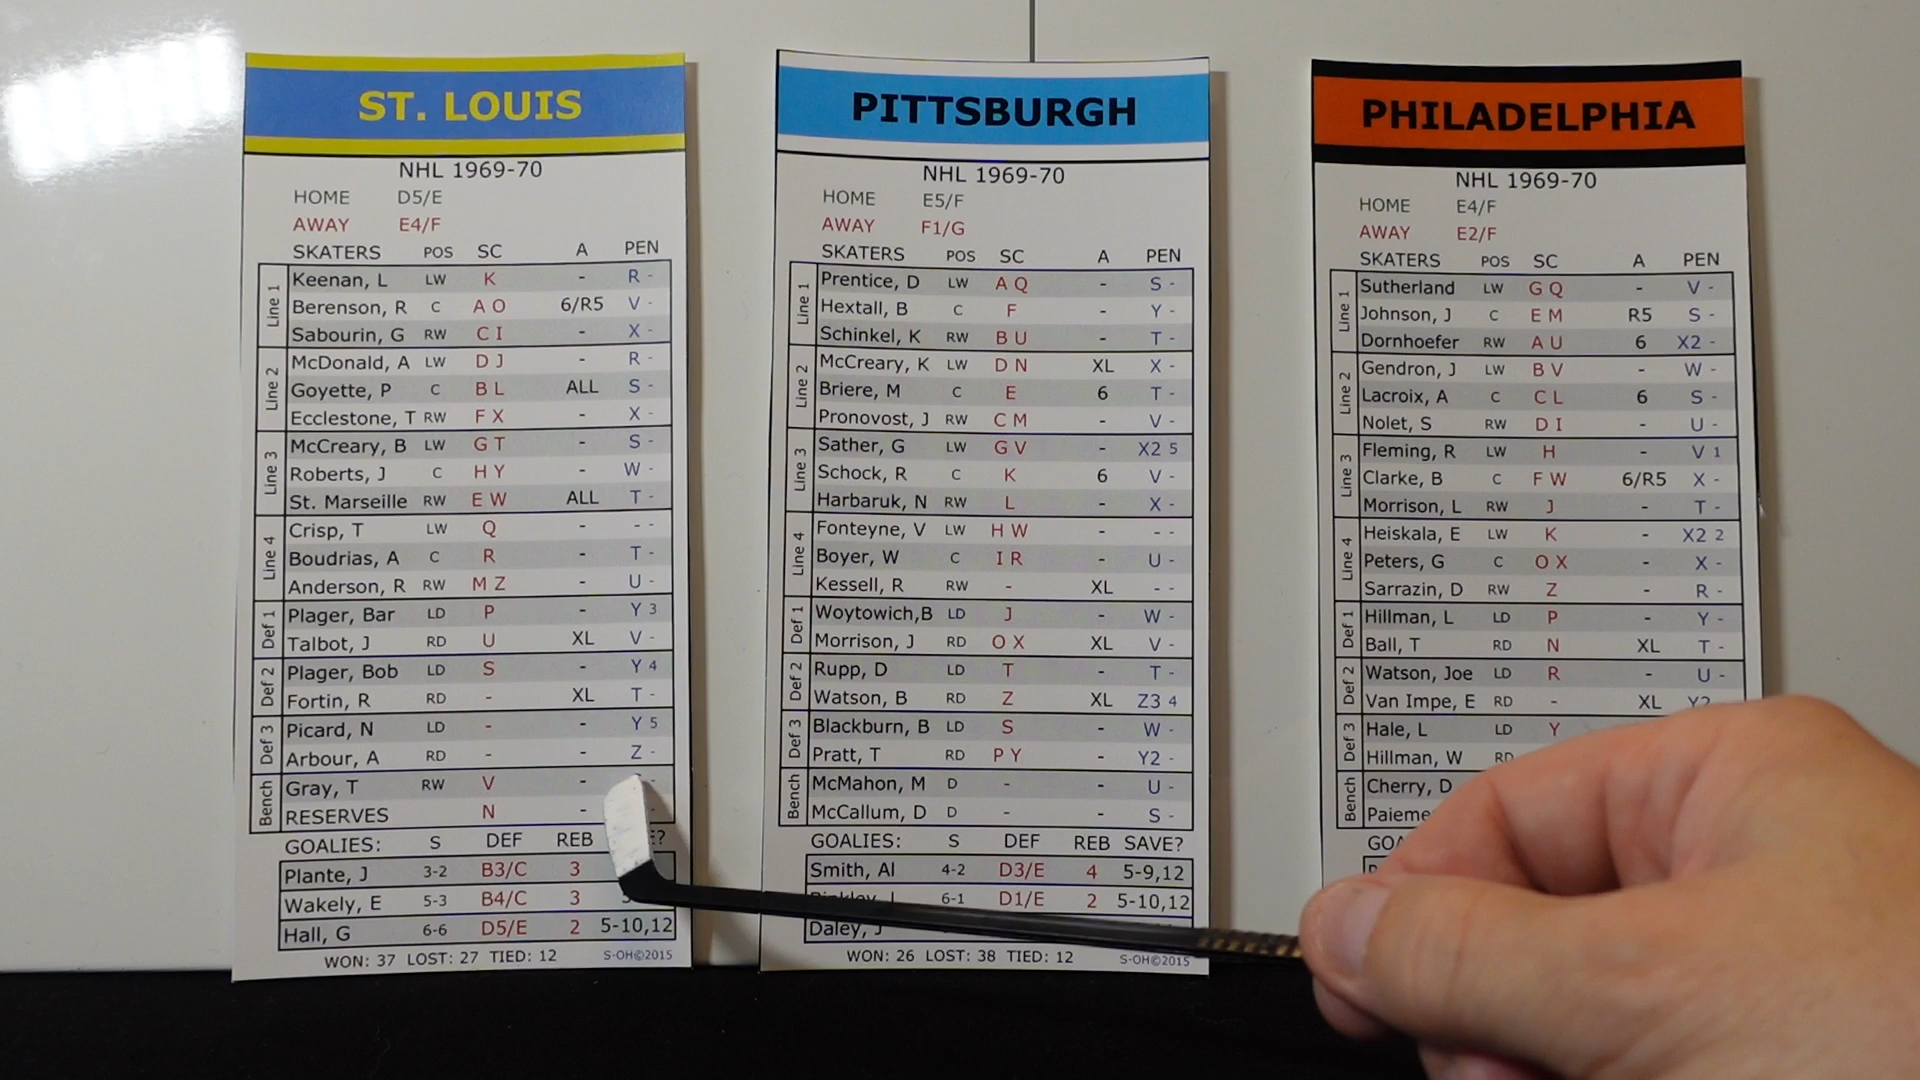 ST. LOUIS
NHL 1969-70
HOME D5/E
AWAY E4/F
SKATERS POS SC A PEN
Line 1
Keenan, L LW K - R -
Berenson, R C A O 6/R5 V -
Sabourin, G RW C I - X -
Line 2
McDonald, A LW D J - R -
Goyette, P C B L ALL S -
Ecclestone, T RW F X - X -
Line 3
McCreary, B LW G T - S -
Roberts, J C H Y - W -
St. Marseille RW E W ALL T -
Line 4
Crisp, T LW Q - - -
Boudrias, A C R - T -
Anderson, R RW M Z - U -
Def 1
Plager, Bar LD P - Y 3
Talbot, J RD U XL V -
Def 2
Plager, Bob LD S - Y 4
Fortin, R RD - XL T -
Def 3
Picard, N LD - - Y 5
Arbour, A RD - - Z -
Bench
Gray, T RW V - -
RESERVES N - -
GOALIES: S DEF REB
Plante, J 3-2 B3/C 3
Wakely, E 5-3 B4/C 3
Hall, G 6-6 D5/E 2 5-10,12
WON: 37 LOST: 27 TIED: 12 S-OH©2015
PITTSBURGH
NHL 1969-70
HOME E5/F
AWAY F1/G
SKATERS POS SC A PEN
Line 1
Prentice, D LW A Q - S -
Hextall, B C F - Y -
Schinkel, K RW B U - T -
Line 2
McCreary, K LW D N XL X -
Briere, M C E 6 T -
Pronovost, J RW C M - V -
Line 3
Sather, G LW G V - X2 5
Schock, R C K 6 V -
Harbaruk, N RW L - X -
Line 4
Fonteyne, V LW H W - - -
Boyer, W C I R - U -
Kessell, R RW - XL - -
Def 1
Woytowich,B LD J - W -
Morrison, J RD O X XL V -
Def 2
Rupp, D LD T - T -
Watson, B RD Z XL Z3 4
Def 3
Blackburn, B LD S - W -
Pratt, T RD P Y - Y2 -
Bench
McMahon, M D - - U -
McCallum, D D - - S -
GOALIES: S DEF REB SAVE?
Smith, Al 4-2 D3/E 4 5-9,12
6-1 D1/E 2 5-10,12
Daley, J
WON: 26 LOST: 38 TIED: 12 S-OH©2015
PHILADELPHIA
NHL 1969-70
HOME E4/F
AWAY E2/F
SKATERS POS SC A PEN
Line 1
Sutherland LW G Q - V -
Johnson, J C E M R5 S -
Dornhoefer RW A U 6 X2 -
Line 2
Gendron, J LW B V - W -
Lacroix, A C C L 6 S -
Nolet, S RW D I - U -
Line 3
Fleming, R LW H - V 1
Clarke, B C F W 6/R5 X -
Morrison, L RW J - T -
Line 4
Heiskala, E LW K - X2 2
Peters, G C O X - X -
Sarrazin, D RW Z - R -
Def 1
Hillman, L LD P - Y -
Ball, T RD N XL T -
Def 2
Watson, Joe LD R - U -
Van Impe, E RD - XL Y2
Def 3
Hale, L LD Y
Hillman, W RD
Bench
Cherry, D